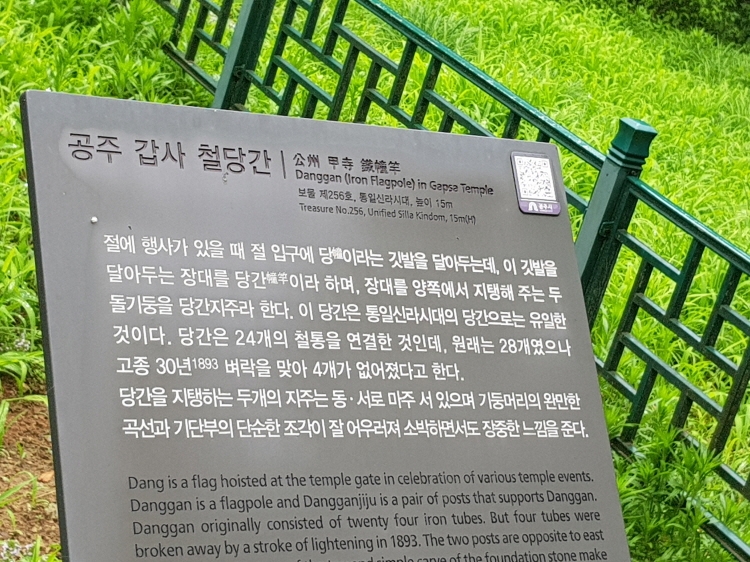 공주 갑사 철당간
公州 甲寺 鐵幢竿
Danggan (Iron Flagpole) in Gapsa Temple
보물 제256호, 통일신라시대, 높이 15m
Treasure No.256, Unified Silla Kindom, 15m(H)
절에 행사가 있을 때 절 입구에 당幢이라는 깃발을 달아두는데, 이 깃발을
달아두는 장대를 당간幢竿이라 하며, 장대를 양쪽에서 지탱해 주는 두
돌기둥을 당간지주라 한다. 이 당간은 통일신라시대의 당간으로는 유일한
것이다. 당간은 24개의 철통을 연결한 것인데, 원래는 28개였으나
고종 30년1893 벼락을 맞아 4개가 없어졌다고 한다.
당간을 지탱하는 두개의 지주는 동·서로 마주 서 있으며 기둥머리의 완만한
곡선과 기단부의 단순한 조각이 잘 어우러져 소박하면서도 장중한 느낌을 준다.
Dang is a flag hoisted at the temple gate in celebration of various temple events.
Danggan is a flagpole and Dangganjiju is a pair of posts that supports Danggan.
Danggan originally consisted of twenty four iron tubes. But four tubes were
broken away by a stroke of lightening in 1893. The two posts are opposite to east
of the foundation stone make